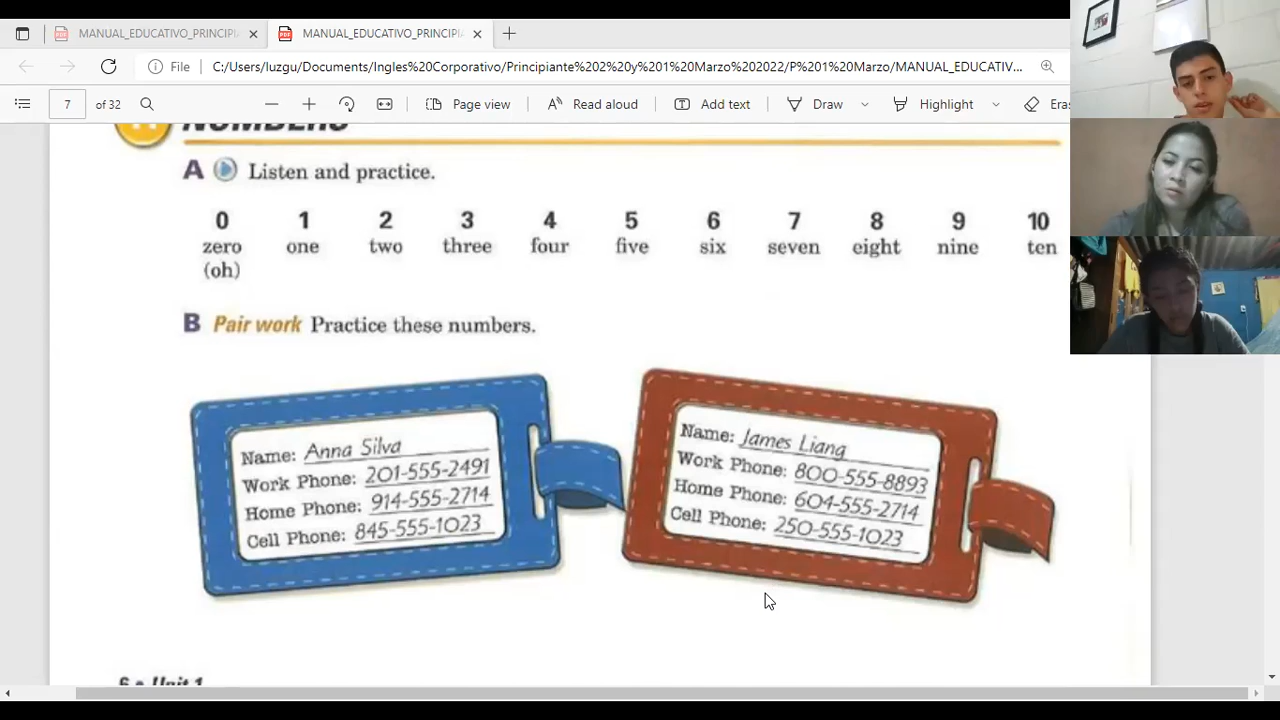 MANUAL_EDUCATIVO_PRINCIPI
MANUAL_EDUCATIVO_PRINCIPI
File C:/Users/luzgu/Documents/Ingles%20Corporativo/Principiante%202%20y%201%20Marzo%202022/P%201%20Marzo/MANUAL_EDUCATIV...
7 of 32 Page view Read aloud Add text Draw Highlight Era
NUMBERS
A Listen and practice.
0 1 2 3 4 5 6 7 8 9 10
zero one two three four five six seven eight nine ten
(oh)
B Pair work Practice these numbers.
Name: Anna Silva
Work Phone: 201-555-2491
Home Phone: 914-555-2714
Cell Phone: 845-555-1023
Name: James Liang
Work Phone: 800-555-8893
Home Phone: 604-555-2714
Cell Phone: 250-555-1023
6 • Unit 1